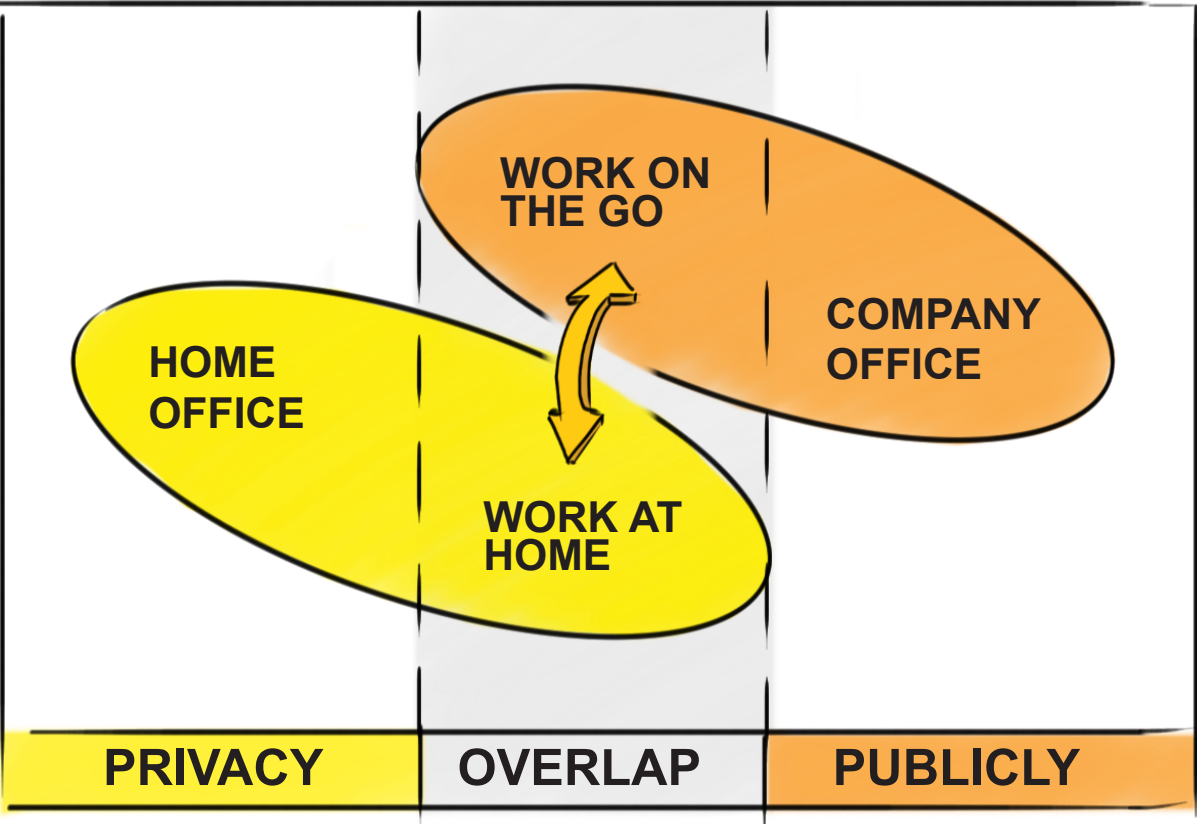 WORK ON
THE GO
COMPANY
OFFICE
HOME
OFFICE
WORK AT
HOME
PRIVACY
OVERLAP
PUBLICLY